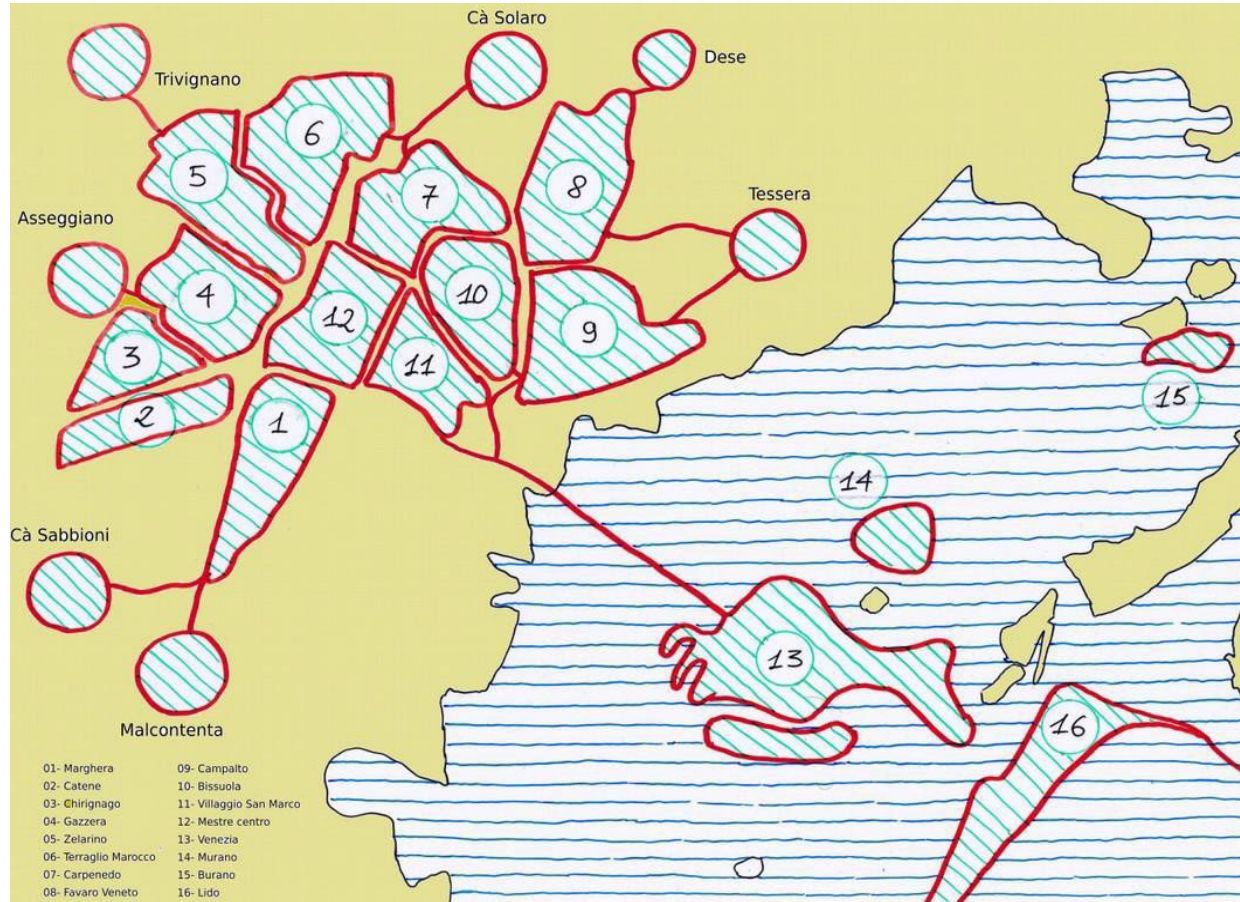 Cà Solaro
Dese
Trivignano
6
5
7
8
Tessera
Asseggiano
4
10
12
9
3
11
15
2
1
14
Cà Sabbioni
13
16
Malcontenta
01- Marghera
02- Catene
03- Chirignago
04- Gazzera
05- Zelarino
06- Terraglio Marocco
07- Carpenedo
08- Favaro Veneto
09- Campalto
10- Bissuola
11- Villaggio San Marco
12- Mestre centro
13- Venezia
14- Murano
15- Burano
16- Lido